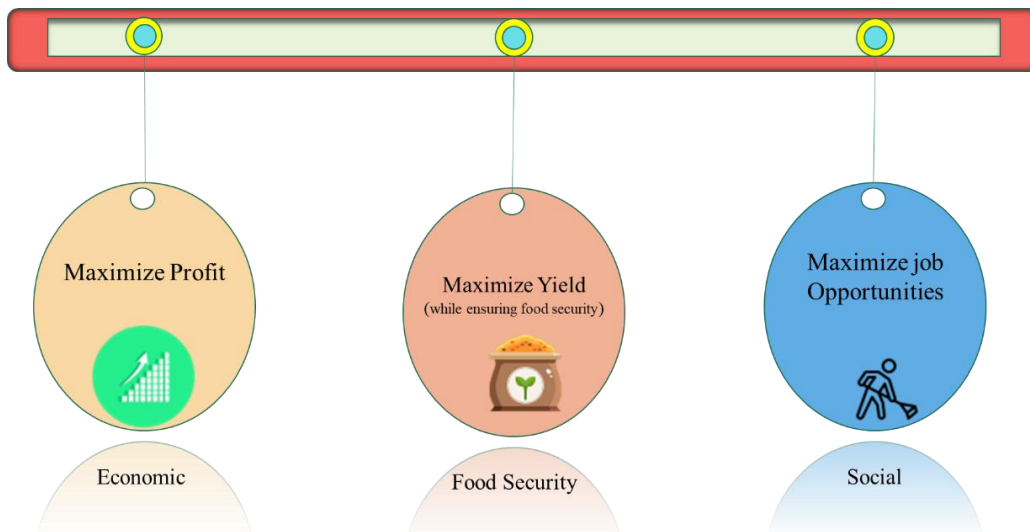 Maximize Profit
Maximize Yield
(while ensuring food security)
Maximize job
Opportunities
Economic
Food Security
Social